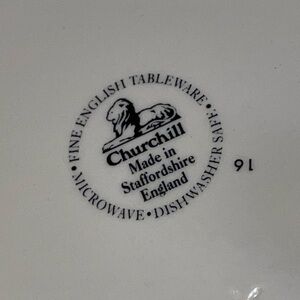 • FINE ENGLISH TABLEWARE •
Churchill
Made in
Staffordshire
England
MICROWAVE • DISHWASHER SAFE.
91